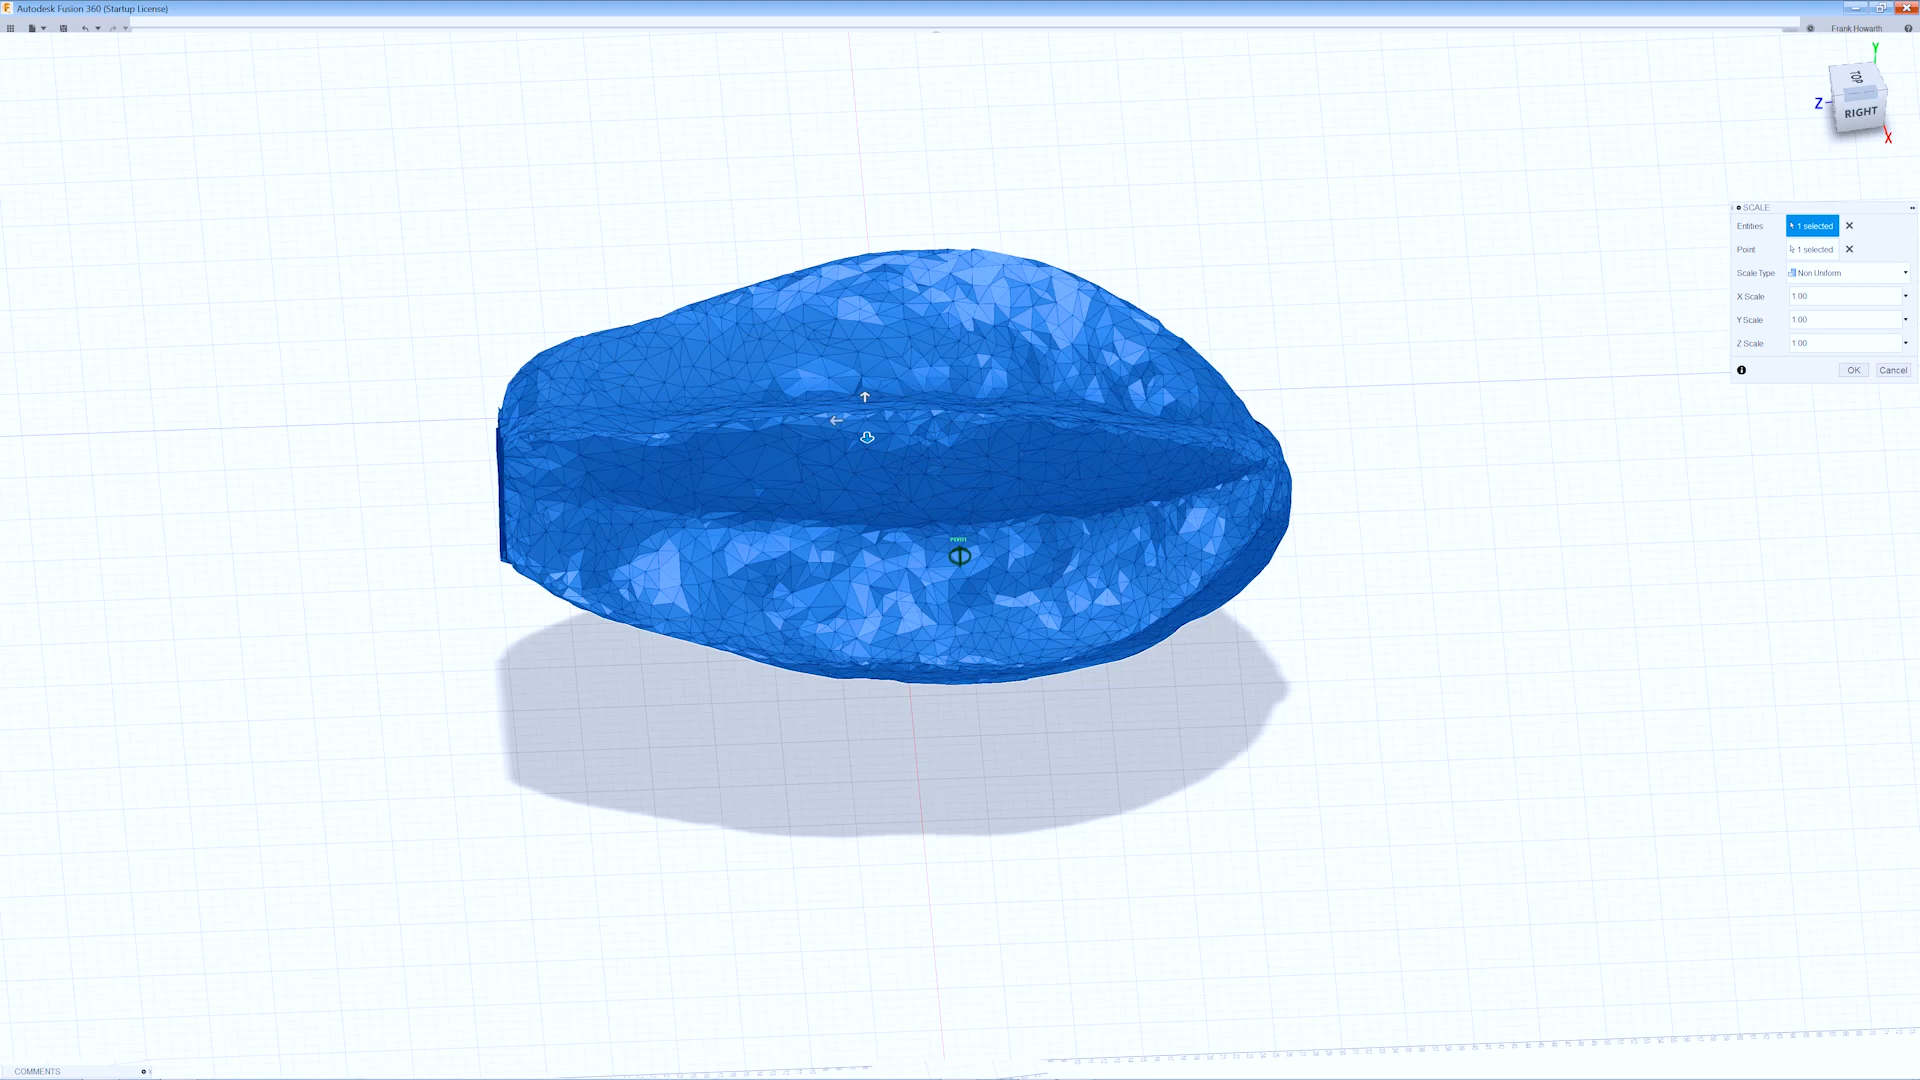 Autodesk Fusion 360 (Startup License)
Frank Howarth
Y
TOP
Z
RIGHT
X
SCALE
Entities 1 selected
Point 1 selected
Scale Type Non Uniform
X Scale 1.00
Y Scale 1.00
Z Scale 1.00
OK Cancel
PIVOT
COMMENTS